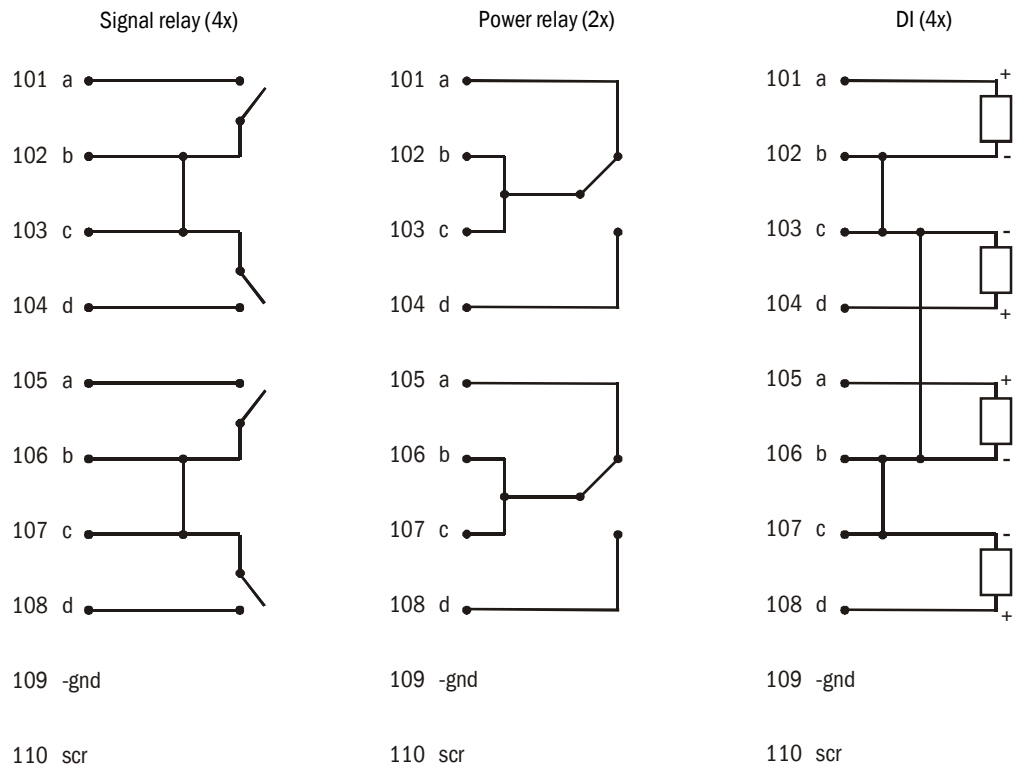 Signal relay (4x)
101 a
102 b
103 c
104 d
105 a
106 b
107 c
108 d
109 -gnd
110 scr
Power relay (2x)
101 a
102 b
103 c
104 d
105 a
106 b
107 c
108 d
109 -gnd
110 scr
DI (4x)
101 a +
102 b -
103 c -
104 d +
105 a +
106 b -
107 c -
108 d +
109 -gnd
110 scr